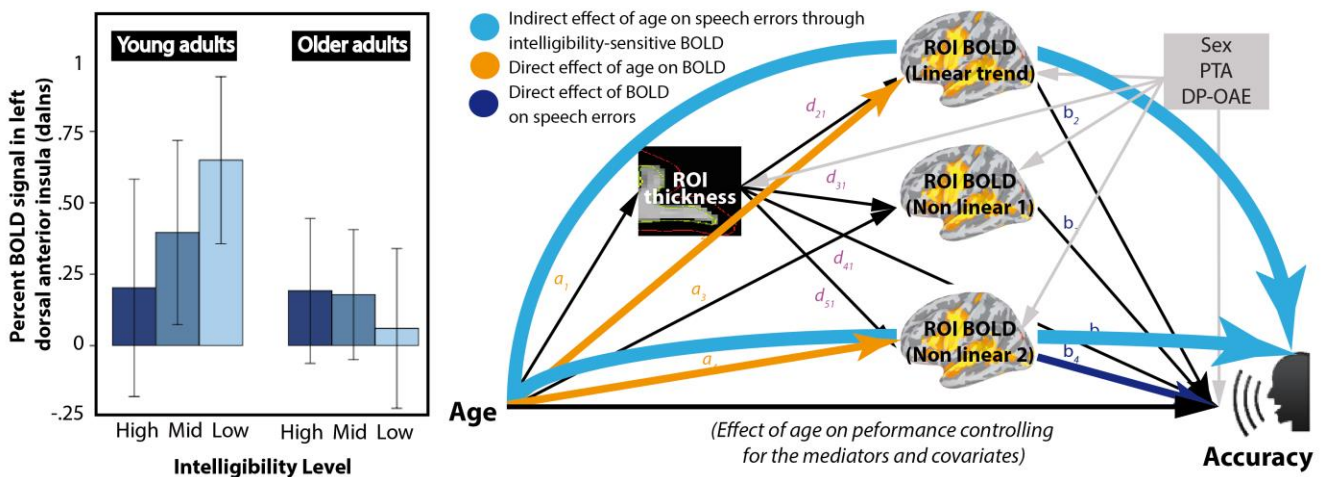 Young adults
Older adults
1
.75
.50
.25
0
-.25
Percent BOLD signal in left
dorsal anterior insula (daIns)
High Mid Low
High Mid Low
Intelligibility Level
Indirect effect of age on speech errors through
intelligibility-sensitive BOLD
Direct effect of age on BOLD
Direct effect of BOLD
on speech errors
ROI BOLD
(Linear trend)
Sex
PTA
DP-OAE
d21
b2
ROI
thickness
d31
ROI BOLD
(Non linear 1)
a1
a3
d41
d51
b
ROI BOLD
(Non linear 2)
b4
Age
(Effect of age on peformance controlling
for the mediators and covariates)
Accuracy